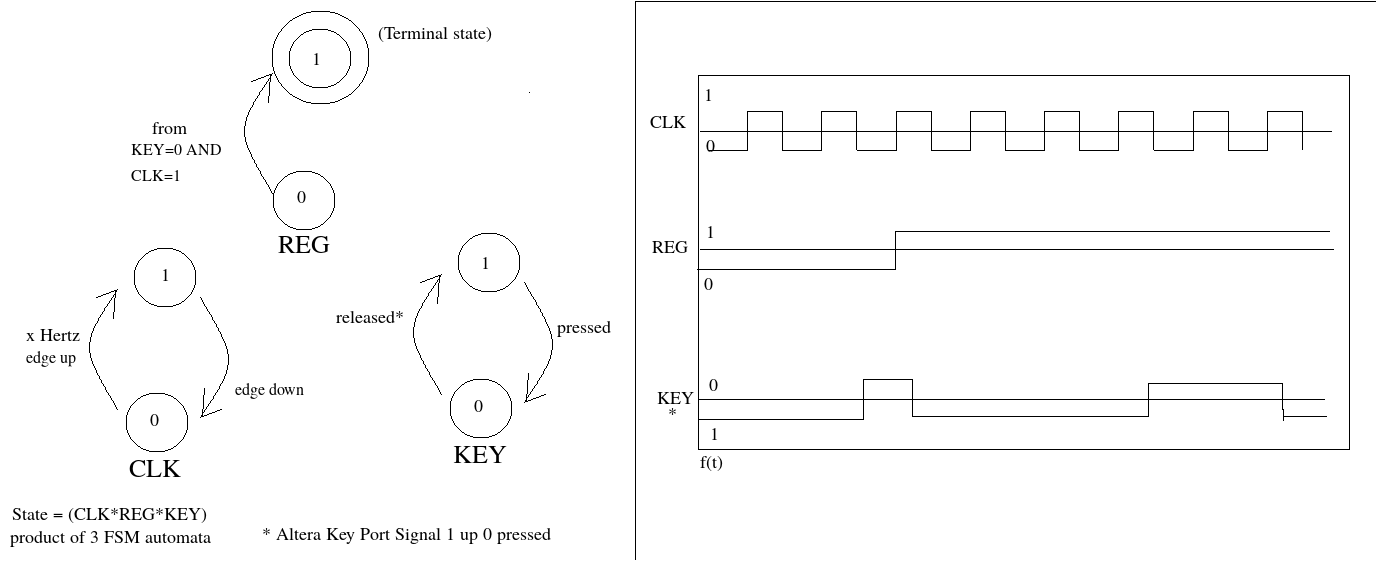 (Terminal state)
1
from
KEY=0 AND
CLK=1
0
REG
1
x Hertz
edge up
edge down
0
CLK
1
released*
pressed
0
KEY
State = (CLK*REG*KEY)
product of 3 FSM automata
* Altera Key Port Signal 1 up 0 pressed
1
CLK
0
1
REG
0
0
KEY
*
1
f(t)